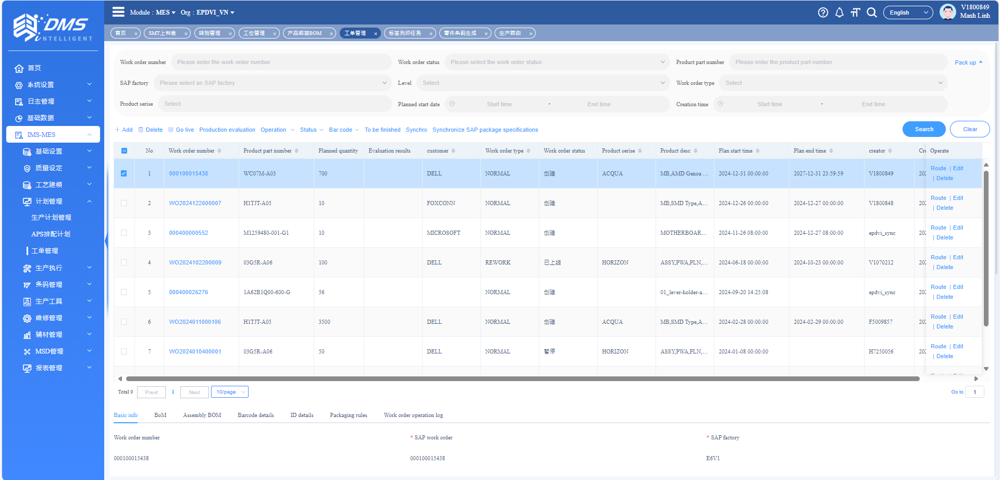 DMS
iNTELLIGENT
首页
系统设置
日志管理
基础数据
IMS-MES
基础设置
质量设定
工艺建模
计划管理
生产计划管理
APS排配计划
工单管理
生产执行
条码管理
生产工具
维修管理
辅材管理
MSD管理
报表管理
Module : MES Org : EPDVI_VN
English
V1800849
Manh Linh
首页 × SMT上料表 × 线别管理 × 工位管理 × 产品组装BOM × 工单管理 × 标签列印任务 × 零件条码生成 × 生产路由 ×
Work order number Please enter the work order number Work order status Please select the work order status Product part number Please enter the product part number Pack up
SAP factory Please select an SAP factory Level Select Work order type Select
Product serise Select Planned start date Start time - End time Creation time Start time - End time
+ Add Delete Go live Production evaluation Operation Status Bar code To be finished Synchro Synchronize SAP package specifications Search Clear
No Work order number Product part number Planned quantity Evaluation results customer Work order type Work order status Product serise Product desc Plan start time Plan end time creator Cre Operate
1 000100015438 WC07M-A03 700 DELL NORMAL 创建 ACQUA MB,AMD Genoa ... 2024-12-31 00:00:00 2027-12-31 23:59:59 V1800849 202 Route | Edit | Delete
2 WO2024122600007 H1TJT-A05 10 FOXCONN NORMAL 创建 MB,SMD Type,A... 2024-12-26 00:00:00 2024-12-27 00:00:00 V1800848 202 Route | Edit | Delete
3 000400000552 M1259480-001-G1 10 MICROSOFT NORMAL 创建 MOTHERBOAR... 2024-11-26 08:00:00 2024-12-27 08:00:00 epdvi_sync 202 Route | Edit | Delete
4 WO2024102200009 03G5R-A06 100 DELL REWORK 已上线 HORIZON ASSY,PWA,PLN,... 2024-06-18 00:00:00 2024-10-23 00:00:00 V1070212 202 Route | Edit | Delete
5 000400026276 1A62B1Q00-600-G 56 NORMAL 创建 01_lever-holder-a... 2024-09-20 14:25:08 epdvi_sync 202 Route | Edit | Delete
6 WO2024011000106 H1TJT-A05 3500 DELL NORMAL 创建 ACQUA MB,SMD Type,A... 2024-02-28 00:00:00 2024-02-29 00:00:00 F5009857 202 Route | Edit | Delete
7 WO2024010400001 03G5R-A06 50 DELL NORMAL 暂停 HORIZON ASSY,PWA,PLN,... 2024-01-08 00:00:00 H7250056 202 Route | Edit | Delete
Total 9 Prevt 1 Next 10/page Go to 1
Basic info BoM Assembly BOM Barcode details ID details Packaging rules Work order operation log
Work order number * SAP work order * SAP factory
000100015438 000100015438 E6V1